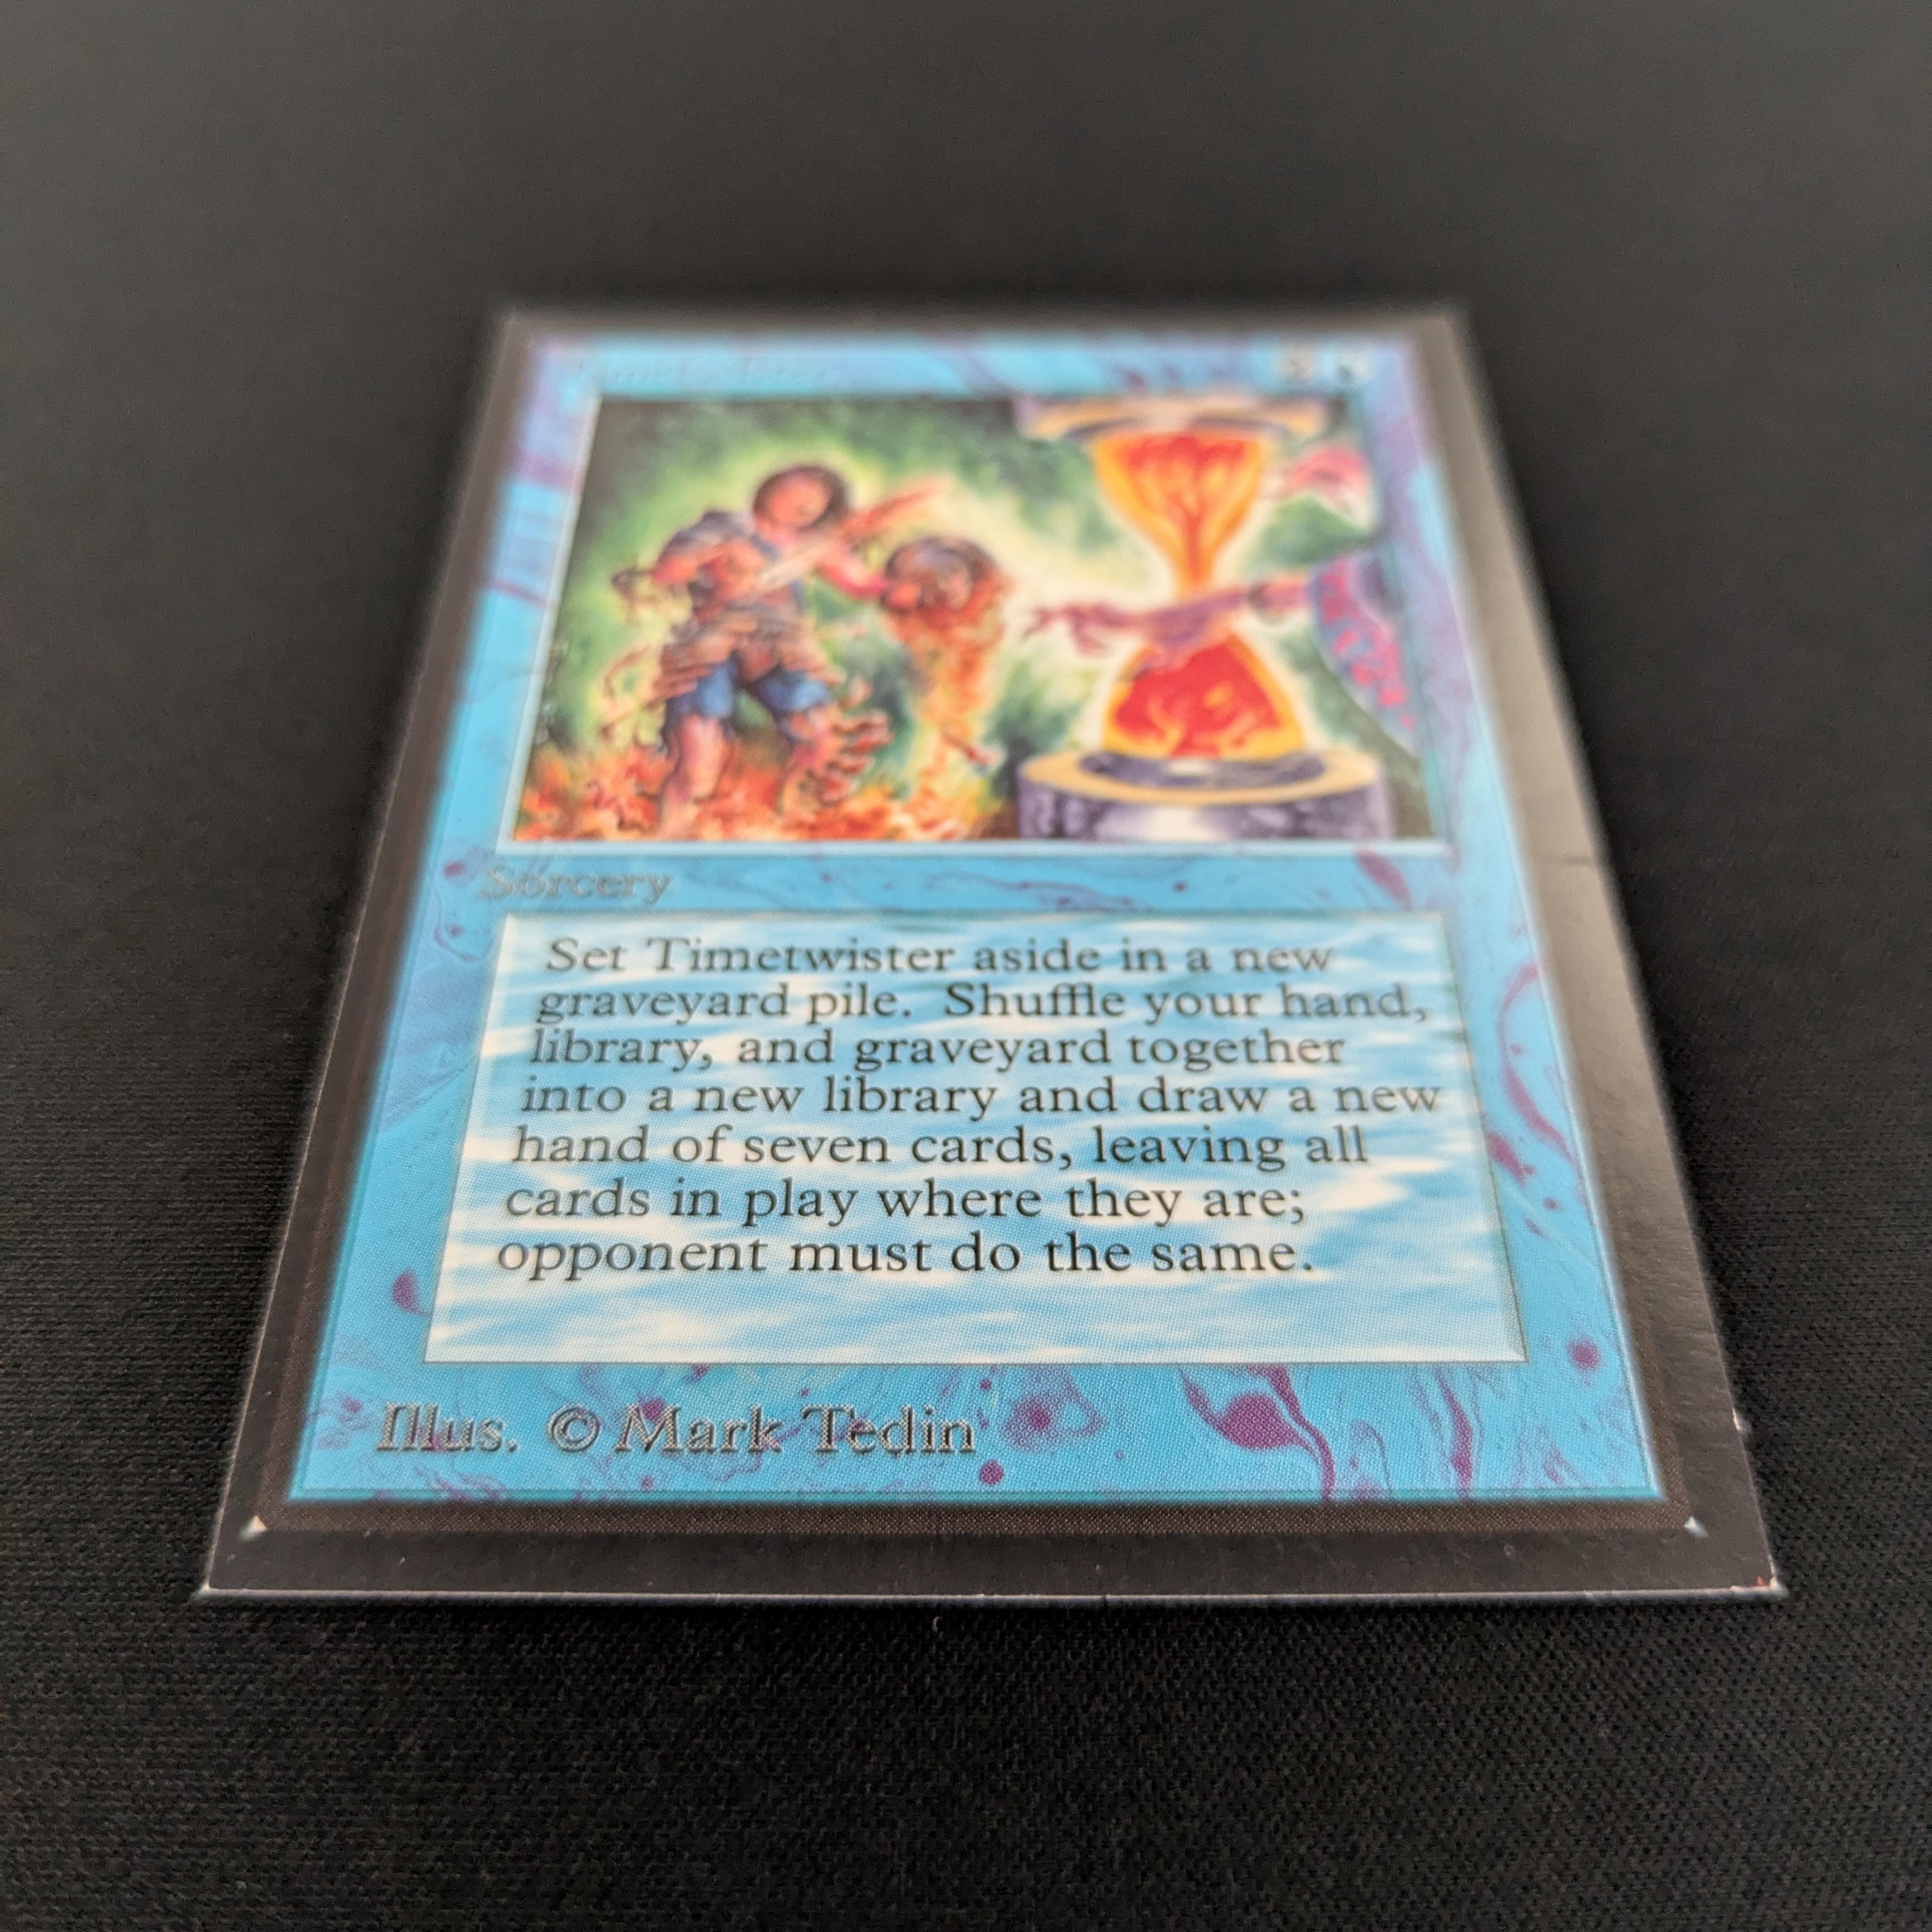 Sorcery
Set Timetwister aside in a new
graveyard pile. Shuffle your hand,
library, and graveyard together
into a new library and draw a new
hand of seven cards, leaving all
cards in play where they are;
opponent must do the same.
Illus. © Mark Tedin